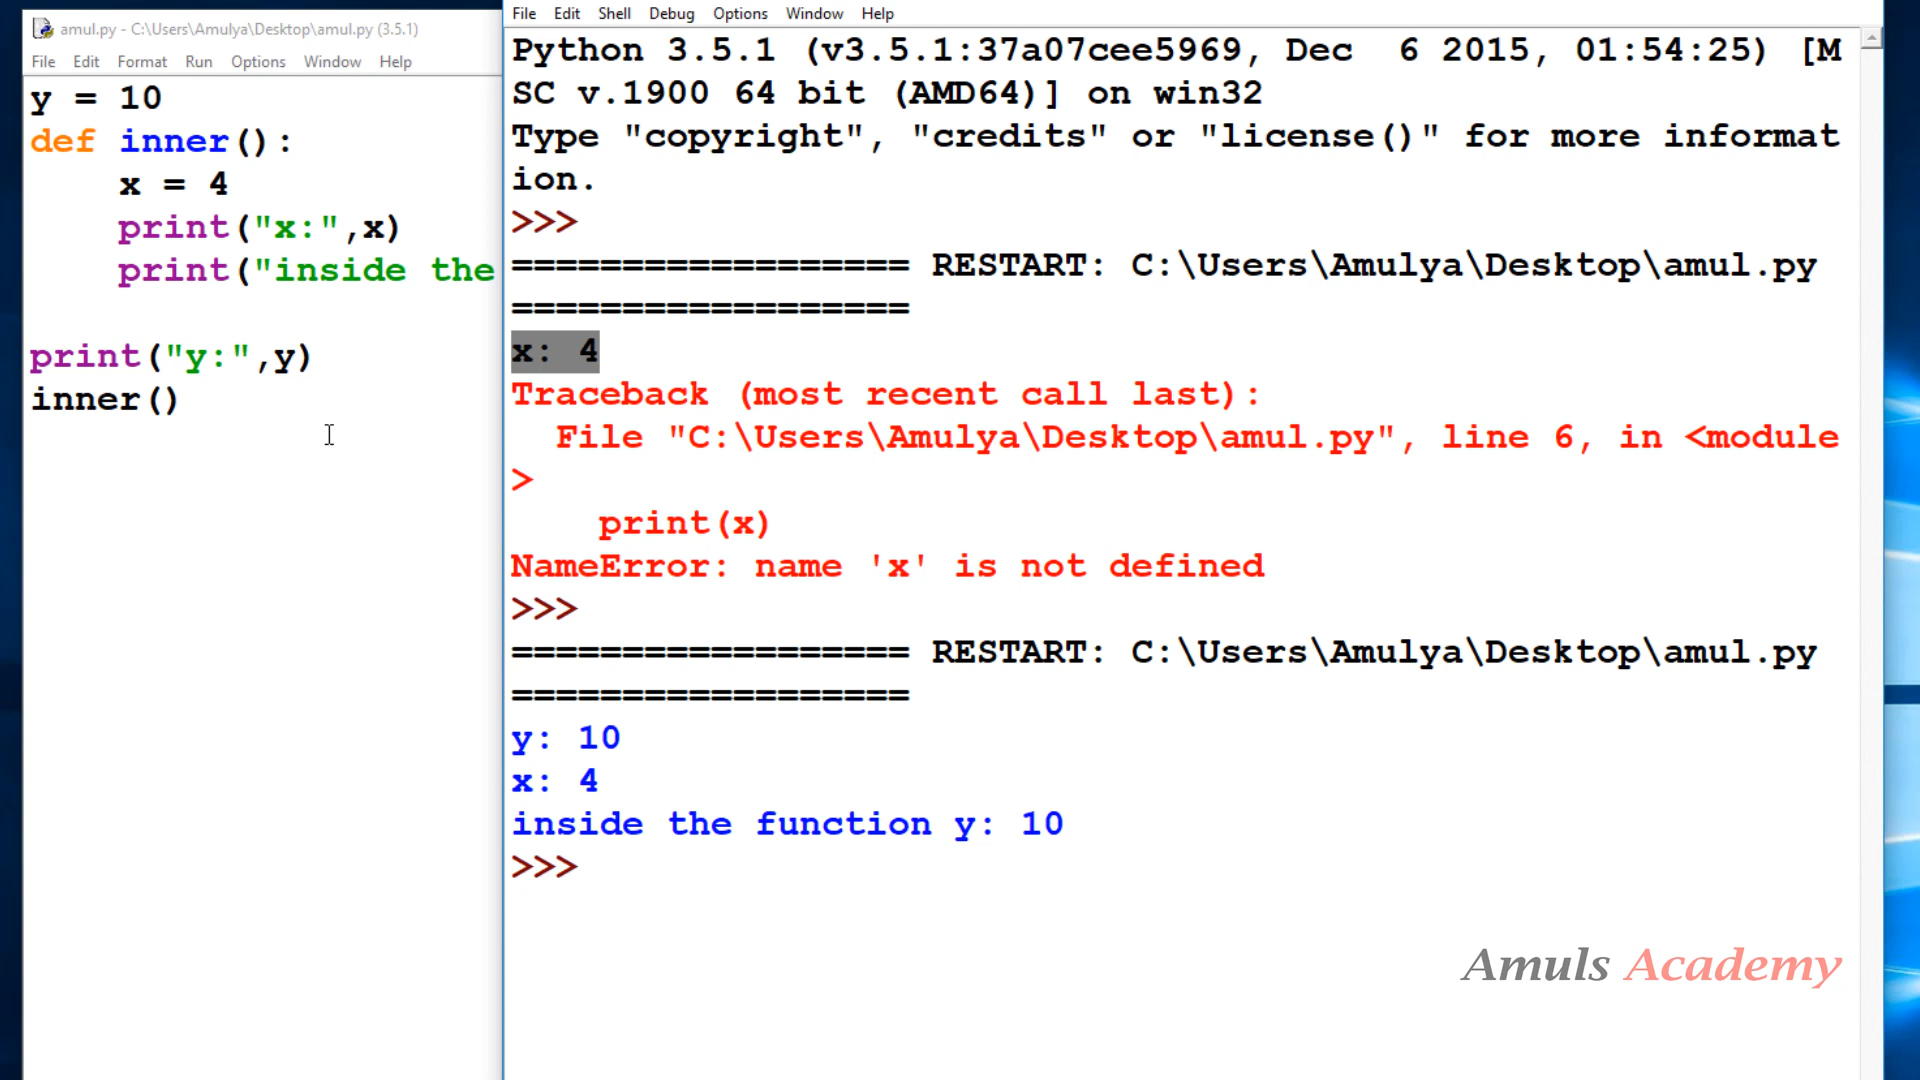 amul.py - C:\Users\Amulya\Desktop\amul.py (3.5.1)
File Edit Format Run Options Window Help
y = 10
def inner():
    x = 4
    print("x:",x)
    print("inside the
print("y:",y)
inner()
File Edit Shell Debug Options Window Help
Python 3.5.1 (v3.5.1:37a07cee5969, Dec  6 2015, 01:54:25) [M
SC v.1900 64 bit (AMD64)] on win32
Type "copyright", "credits" or "license()" for more informat
ion.
>>>
================== RESTART: C:\Users\Amulya\Desktop\amul.py
==================
x: 4
Traceback (most recent call last):
  File "C:\Users\Amulya\Desktop\amul.py", line 6, in <module
>
    print(x)
NameError: name 'x' is not defined
>>>
================== RESTART: C:\Users\Amulya\Desktop\amul.py
==================
y: 10
x: 4
inside the function y: 10
>>>
Amuls Academy